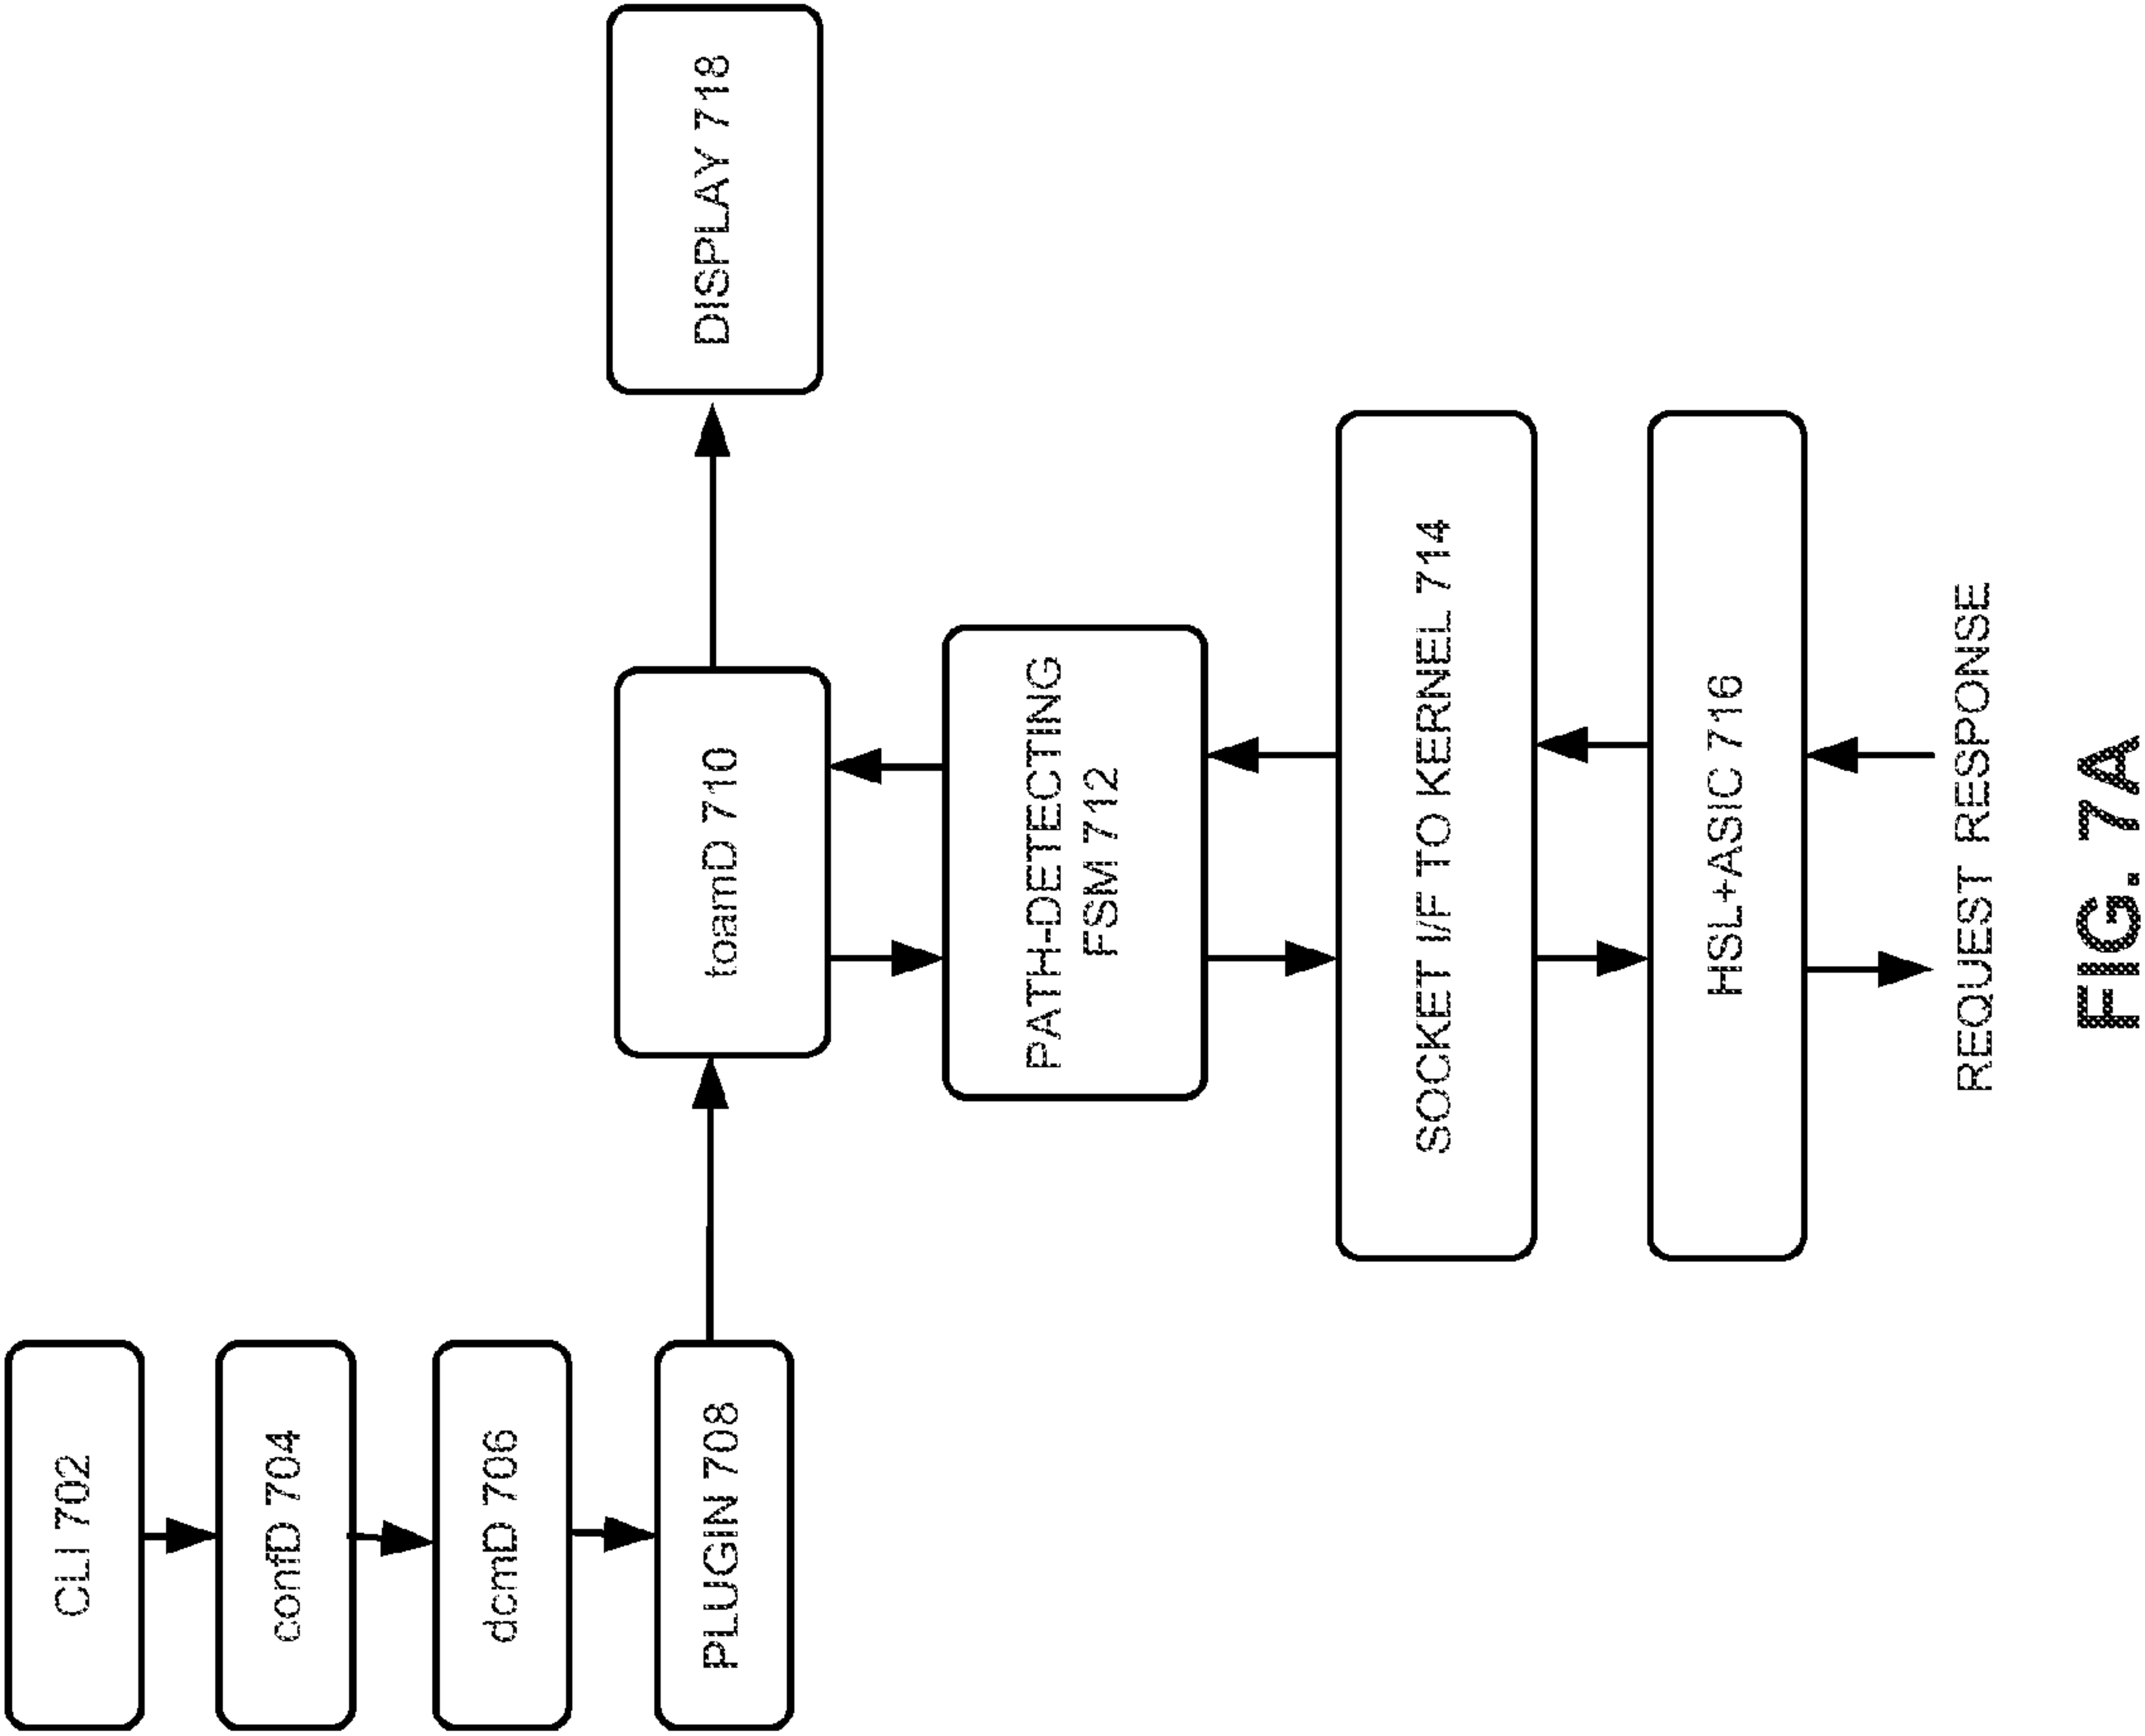 CLI 702
confD 704
dcmD 706
PLUGIN 708
toamD 710
DISPLAY 718
PATH-DETECTING
FSM 712
SOCKET I/F TO KERNEL 714
HSL+ASIC 716
REQUEST RESPONSE
FIG. 7A